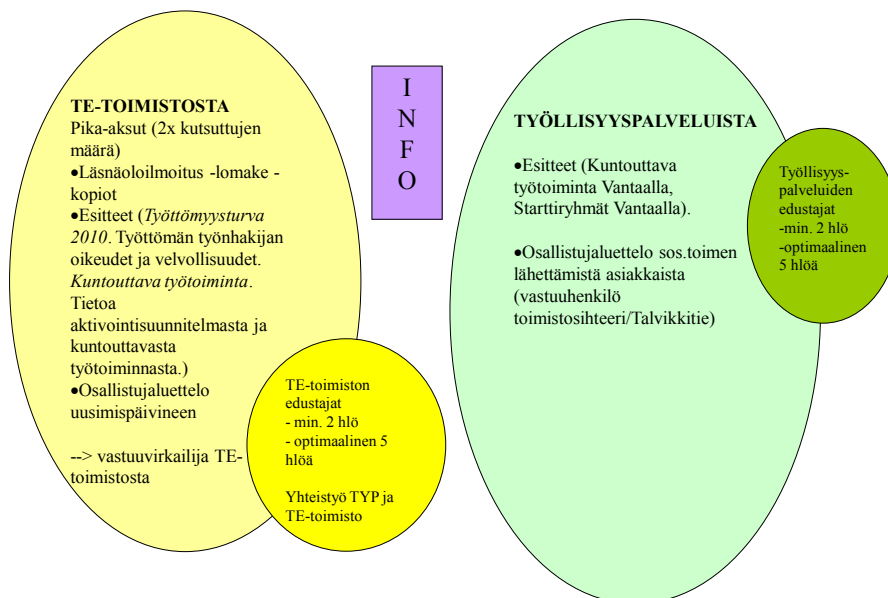 TE-TOIMISTOSTA
Pika-aksut (2x kutsuttujen
määrä)
•Läsnäoloilmoitus -lomake -
kopiot
•Esitteet (Työttömyysturva
2010. Työttömän työnhakijan
oikeudet ja velvollisuudet.
Kuntouttava työtoiminta.
Tietoa
aktivointisuunnitelmasta ja
kuntouttavasta
työtoiminnasta.)
•Osallistujaluettelo
uusimispäivineen
--> vastuuvirkailija TE-
toimistosta
TE-toimiston
edustajat
- min. 2 hlö
- optimaalinen 5
hlöä
Yhteistyö TYP ja
TE-toimisto
I
N
F
O
TYÖLLISYYSPALVELUISTA
•Esitteet (Kuntouttava
työtoiminta Vantaalla,
Starttiryhmät Vantaalla).
•Osallistujaluettelo sos.toimen
lähettämistä asiakkaista
(vastuuhenkilö
toimistosihteeri/Talvikkitie)
Työllisyys-
palveluiden
edustajat
-min. 2 hlö
-optimaalinen
5 hlöä